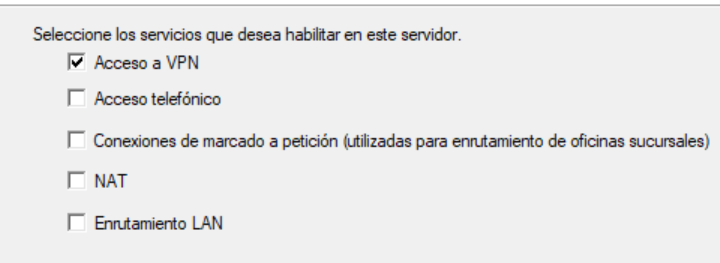 Seleccione los servicios que desea habilitar en este servidor.
Acceso a VPN
Acceso telefónico
Conexiones de marcado a petición (utilizadas para enrutamiento de oficinas sucursales)
NAT
Enrutamiento LAN